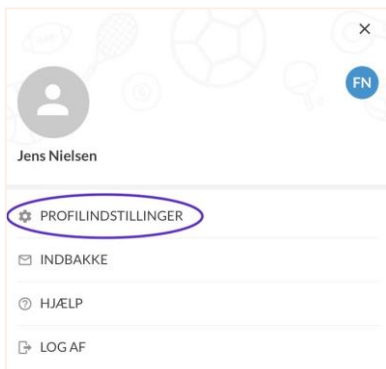 FN
Jens Nielsen
PROFILINDSTILLINGER
INDBAKKE
HJÆLP
LOG AF